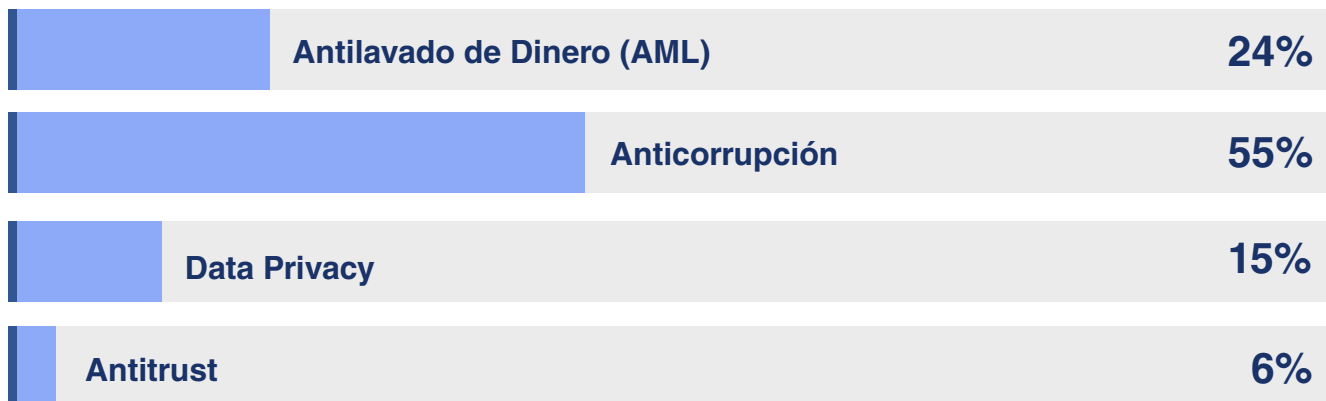 Antilavado de Dinero (AML) 24%
Anticorrupción 55%
Data Privacy 15%
Antitrust 6%